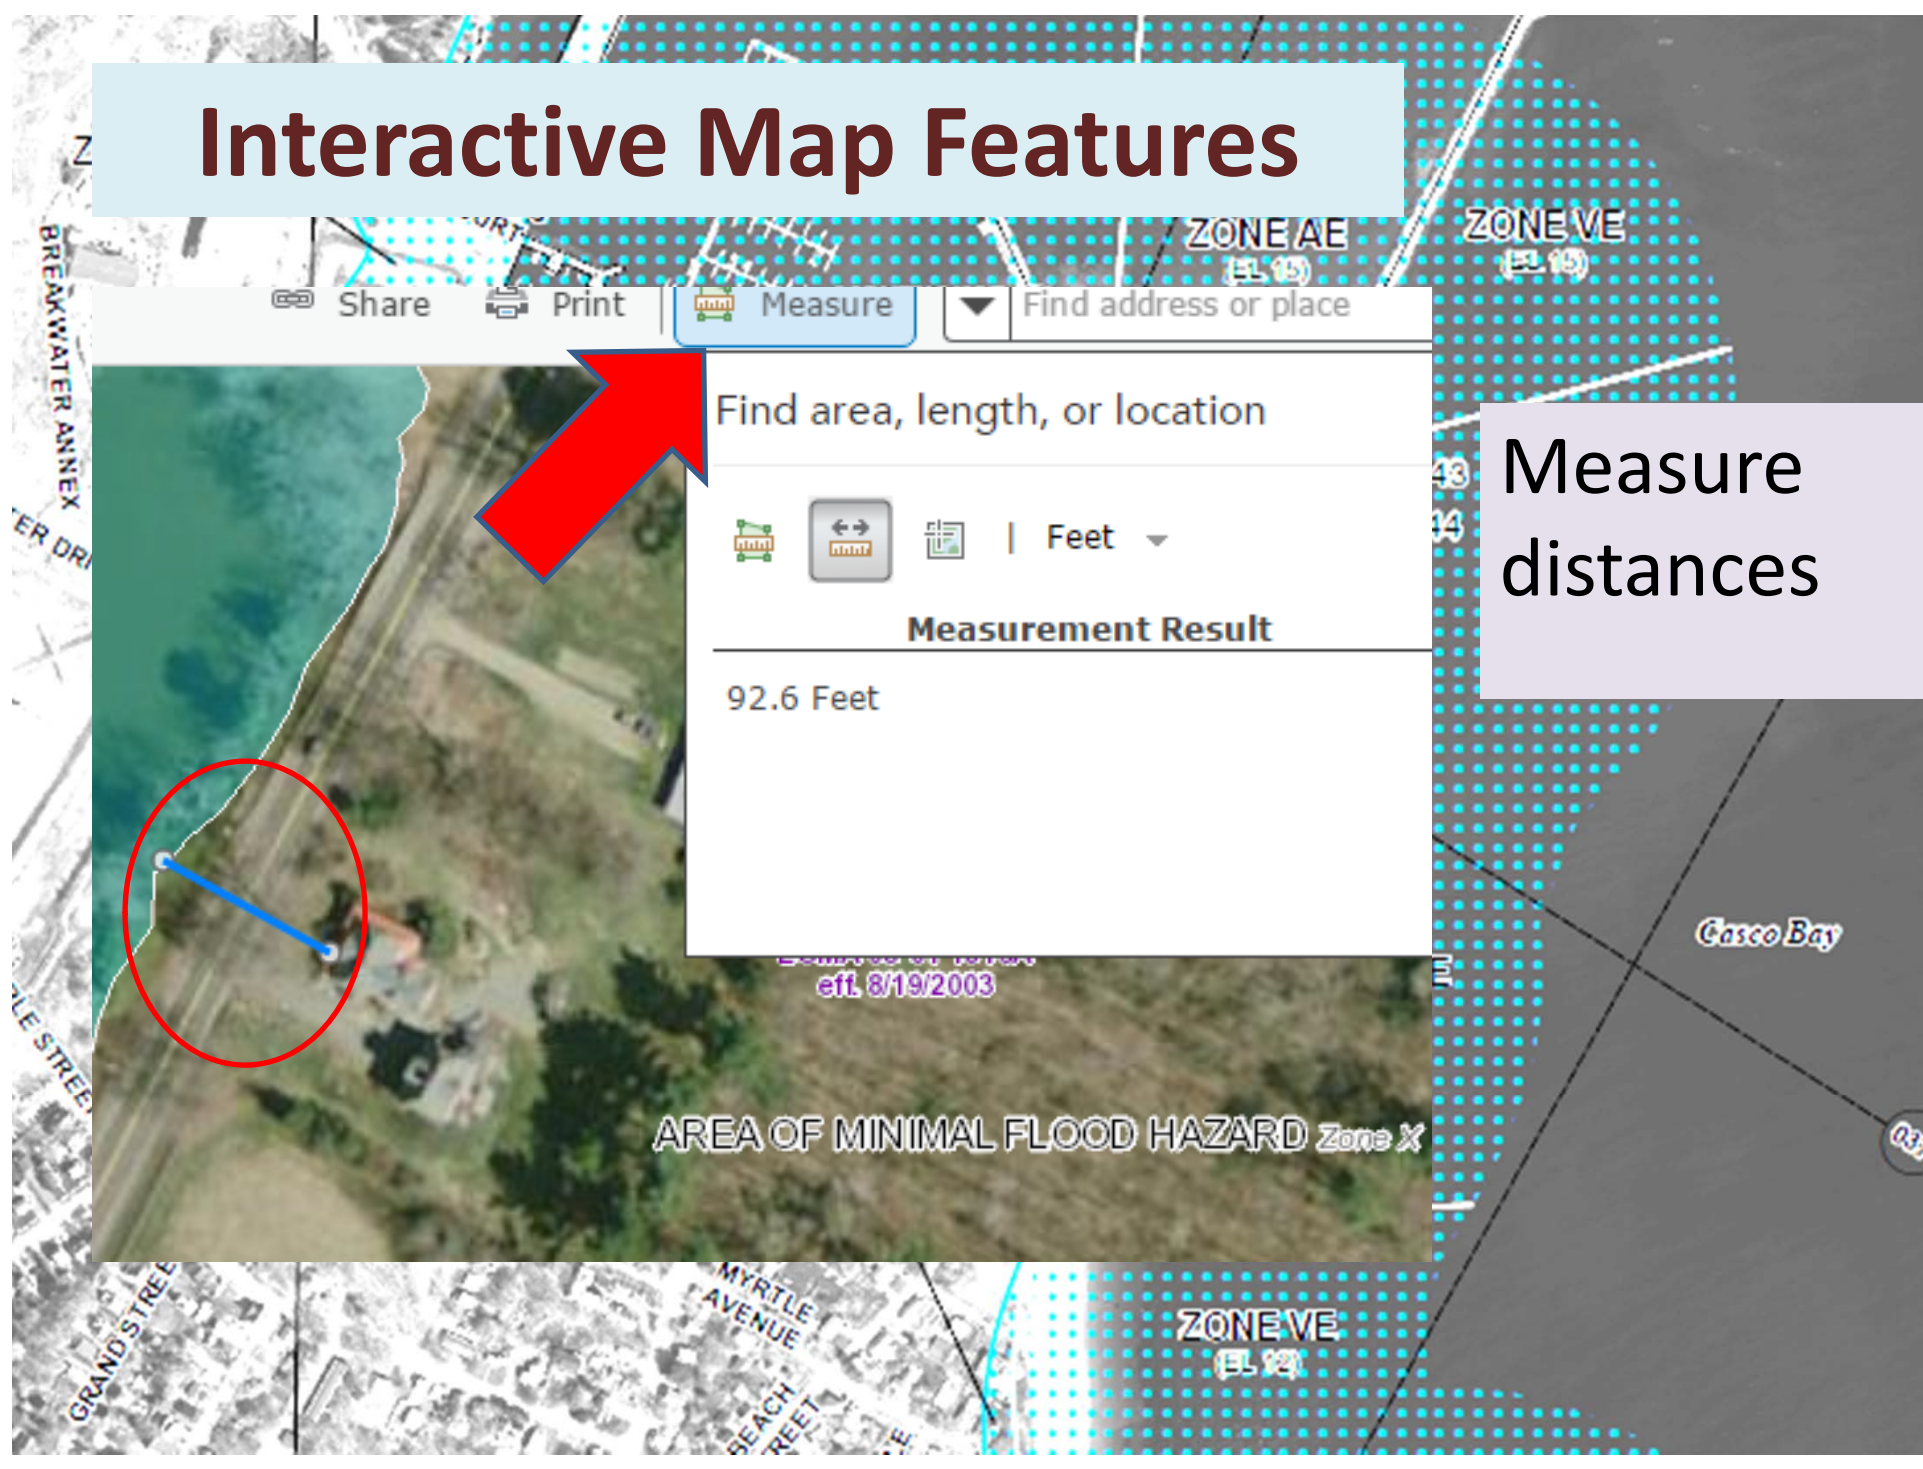 Interactive Map Features
ZONE AE
(EL 15)
ZONE VE
(EL 15)
BREAKWATER ANNEX
Share Print Measure Find address or place
Find area, length, or location
Feet
Measurement Result
92.6 Feet
Measure
distances
eff. 8/19/2003
AREA OF MINIMAL FLOOD HAZARD Zone X
Casco Bay
GRAND STREE
MYRTLE
AVENUE
ZONE VE
(EL 12)
BEACH